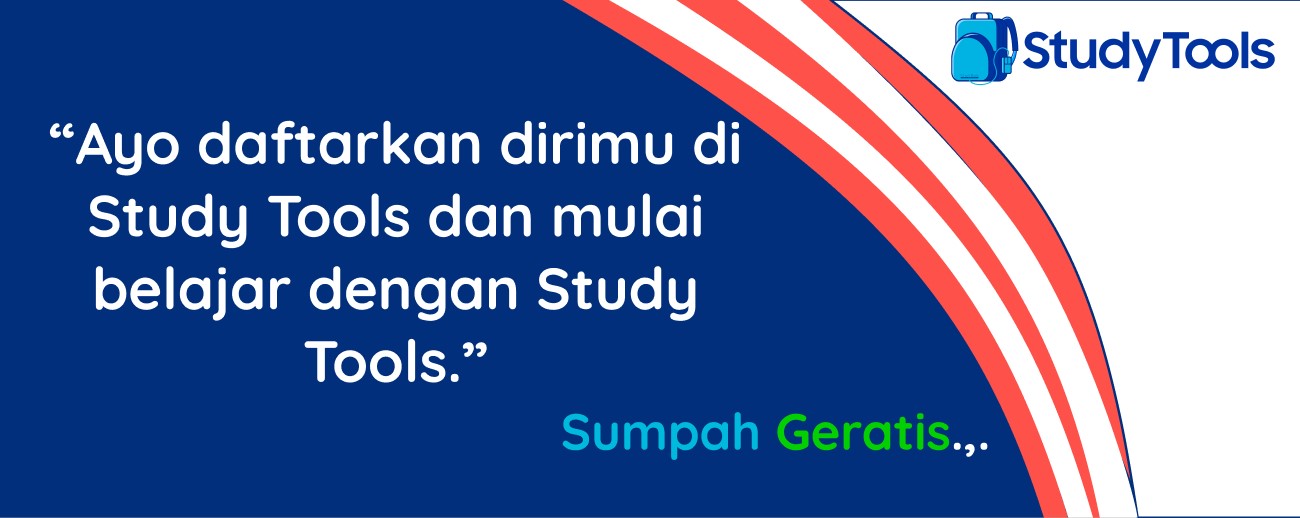 StudyTools
“Ayo daftarkan dirimu di
Study Tools dan mulai
belajar dengan Study
Tools.”
Sumpah Geratis.,.